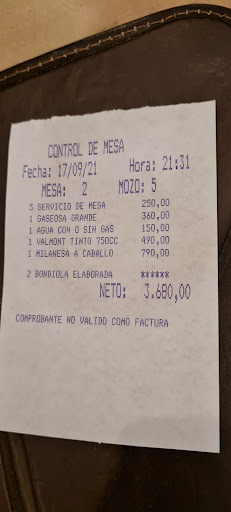 CONTROL DE MESA
Fecha: 17/09/21 Hora: 21:31
MESA: 2 MOZO: 5
5 SERVICIO DE MESA 250,00
1 GASEOSA GRANDE 360,00
1 AGUA CON O SIN GAS 150,00
1 VALMONT TINTO 750CC 490,00
1 MILANESA A CABALLO 790,00
2 BONDIOLA ELABORADA ******
NETO: 3.680,00
COMPROBANTE NO VALIDO COMO FACTURA